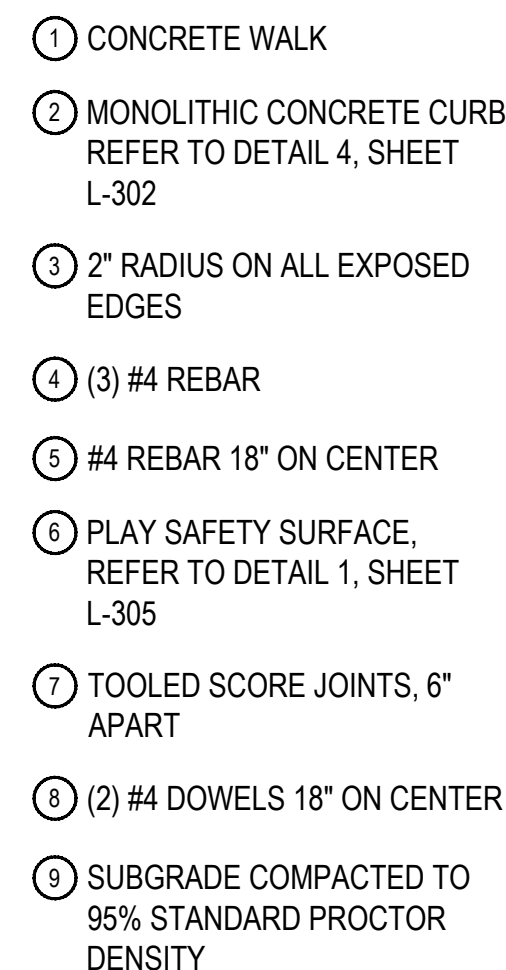 1 CONCRETE WALK
2 MONOLITHIC CONCRETE CURB
REFER TO DETAIL 4, SHEET
L-302
3 2" RADIUS ON ALL EXPOSED
EDGES
4 (3) #4 REBAR
5 #4 REBAR 18" ON CENTER
6 PLAY SAFETY SURFACE,
REFER TO DETAIL 1, SHEET
L-305
7 TOOLED SCORE JOINTS, 6"
APART
8 (2) #4 DOWELS 18" ON CENTER
9 SUBGRADE COMPACTED TO
95% STANDARD PROCTOR
DENSITY